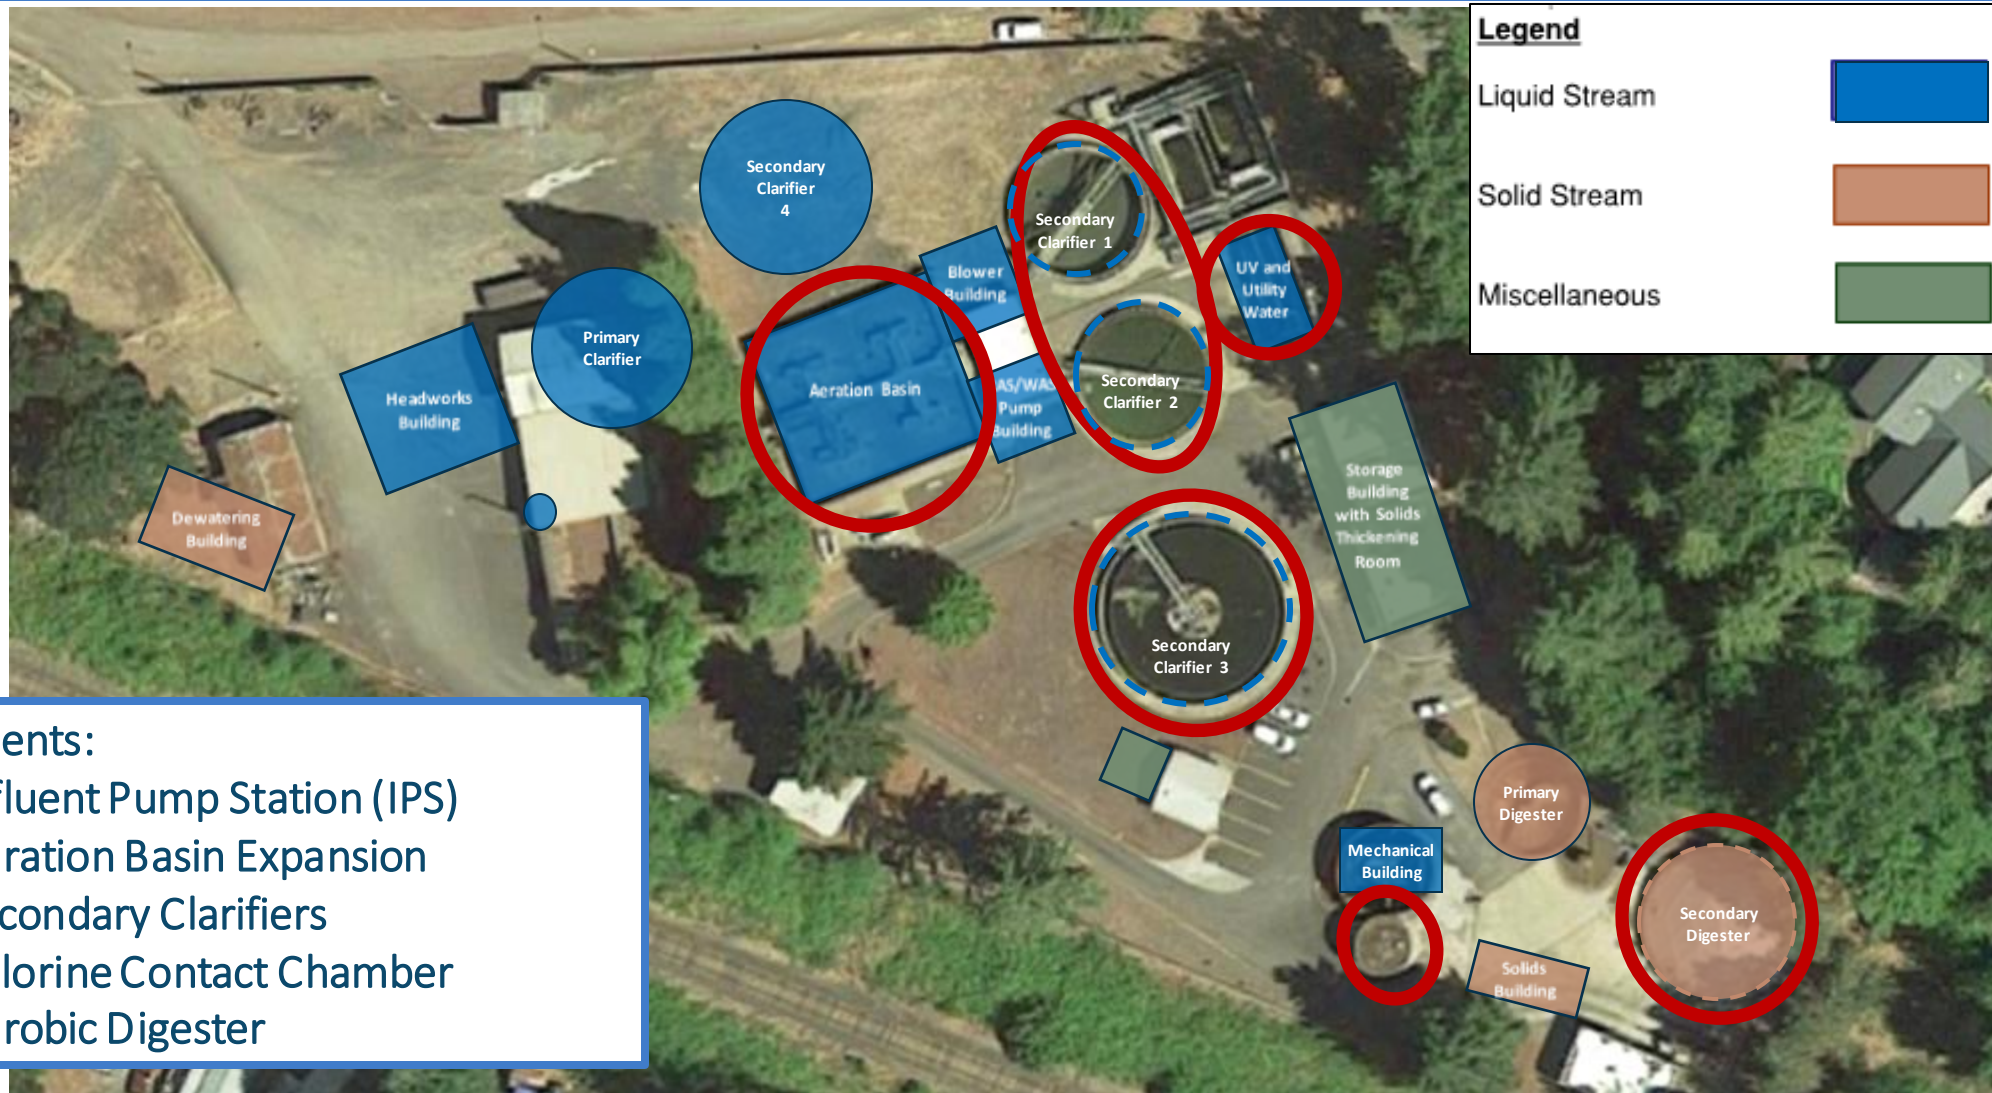 Legend
Liquid Stream
Solid Stream
Miscellaneous
Secondary
Clarifier
4
Secondary
Clarifier 1
Blower
Building
UV and
Utility
Water
Primary
Clarifier
Headworks
Building
Aeration Basin
AS/WAS
Pump
Building
Secondary
Clarifier 2
Storage
Building
with Solids
Thickening
Room
Dewatering
Building
Secondary
Clarifier 3
Primary
Digester
Mechanical
Building
Secondary
Digester
Solids
Building
ents:
fluent Pump Station (IPS)
ration Basin Expansion
condary Clarifiers
lorine Contact Chamber
robic Digester